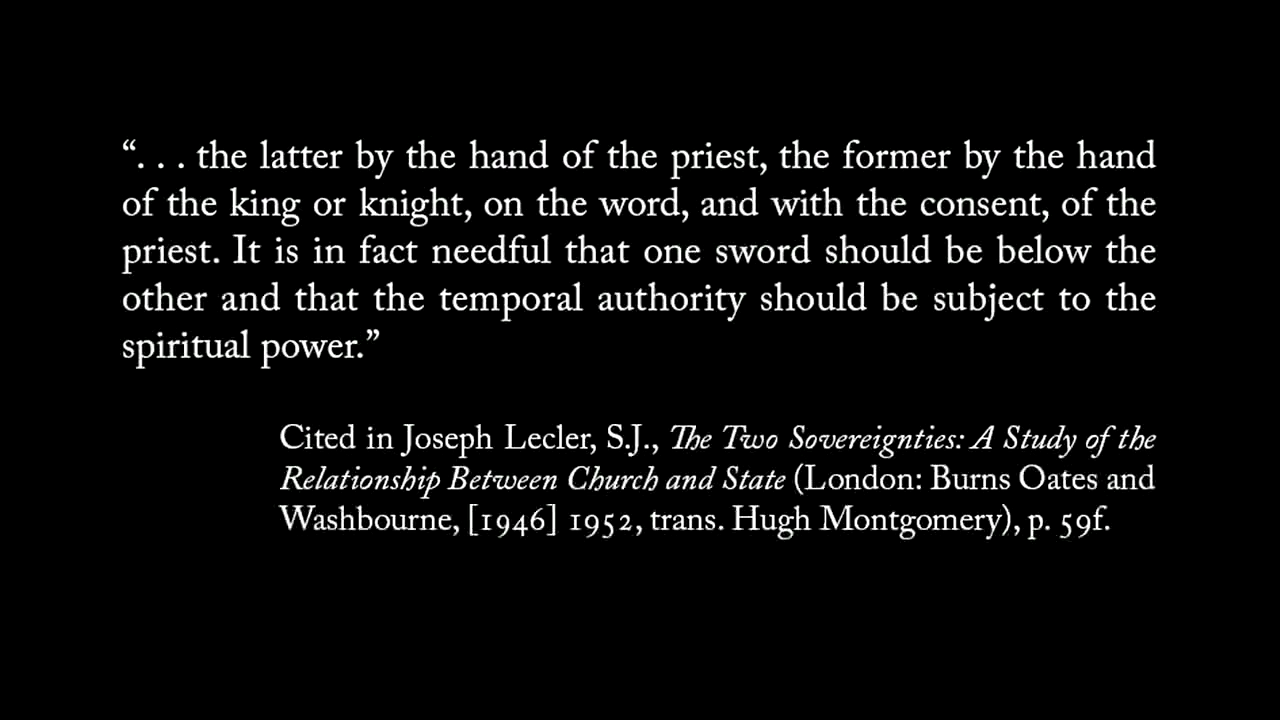 “. . . the latter by the hand of the priest, the former by the hand
of the king or knight, on the word, and with the consent, of the
priest. It is in fact needful that one sword should be below the
other and that the temporal authority should be subject to the
spiritual power.”
Cited in Joseph Lecler, S.J., The Two Sovereignties: A Study of the
Relationship Between Church and State (London: Burns Oates and
Washbourne, [1946] 1952, trans. Hugh Montgomery), p. 59f.